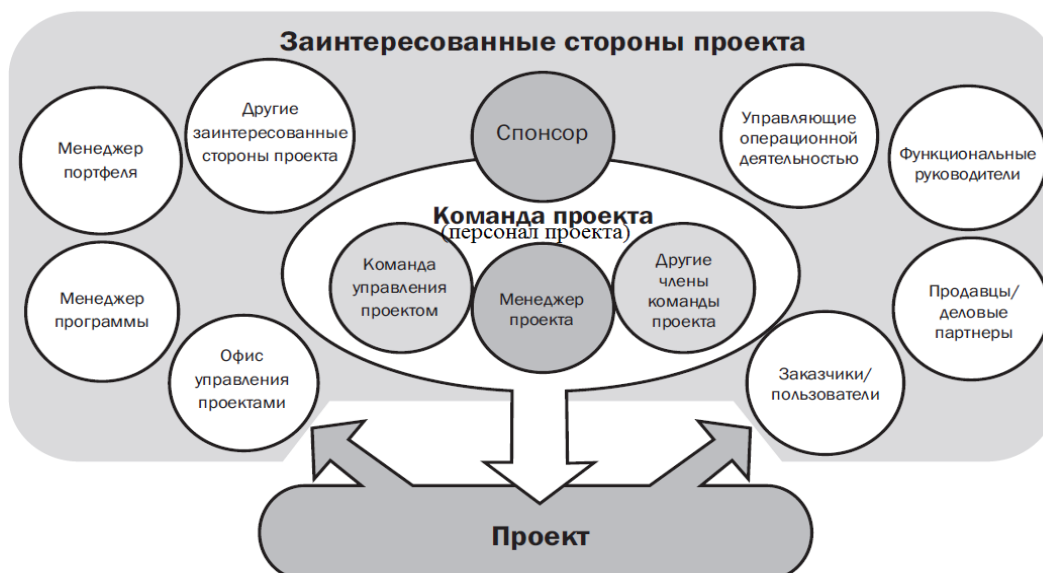 Заинтересованные стороны проекта
Менеджер
портфеля
Другие
заинтересованные
стороны проекта
Спонсор
Управляющие
операционной
деятельностью
Функциональные
руководители
Команда проекта
(персонал проекта)
Команда
управления
проектом
Менеджер
проекта
Другие
члены
команды
проекта
Менеджер
программы
Офис
управления
проектами
Продавцы/
деловые
партнеры
Заказчики/
пользователи
Проект